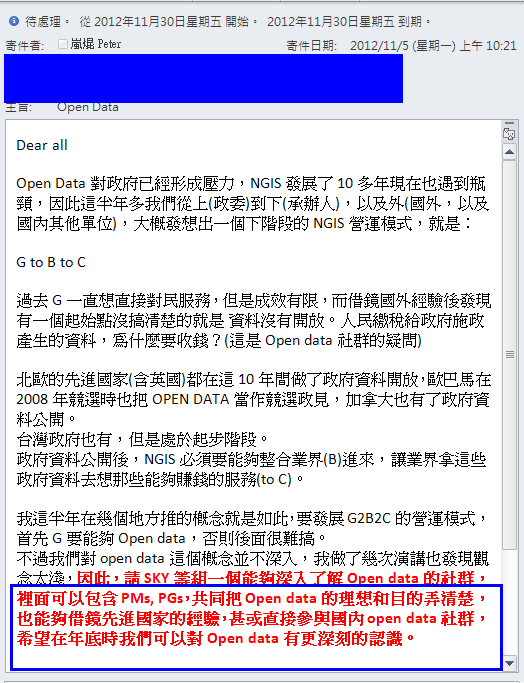 待處理。 從 2012年11月30日星期五 開始。 2012年11月30日星期五 到期。
寄件者: 嵐焜 Peter 寄件日期: 2012/11/5 (星期一) 上午 10:21
主旨: Open Data
Dear all
Open Data 對政府已經形成壓力，NGIS 發展了 10 多年現在也遇到瓶
頸，因此這半年多我們從上(政委)到下(承辦人)，以及外(國外，以及
國內其他單位)，大概發想出一個下階段的 NGIS 營運模式，就是：
G to B to C
過去 G 一直想直接對民服務，但是成效有限，而借鏡國外經驗後發現
有一個起始點沒搞清楚的就是 資料沒有開放。人民繳稅給政府施政
產生的資料，為什麼要收錢？(這是 Open data 社群的疑問)
北歐的先進國家(含英國)都在這 10 年間做了政府資料開放，歐巴馬在
2008 年競選時也把 OPEN DATA 當作競選政見，加拿大也有了政府資
料公開。
台灣政府也有，但是處於起步階段。
政府資料公開後，NGIS 必須要能夠整合業界(B)進來，讓業界拿這些
政府資料去想那些能夠賺錢的服務(to C)。
我這半年在幾個地方推的概念就是如此，要發展 G2B2C 的營運模式，
首先 G 要能夠 Open data，否則後面很難搞。
不過我們對 open data 這個概念並不深入，我做了幾次演講也發現觀
念太淺，因此，請 SKY 籌組一個能夠深入了解 Open data 的社群，
裡面可以包含 PMs, PGs，共同把 Open data 的理想和目的弄清楚，
也能夠借鏡先進國家的經驗，甚或直接參與國內 open data 社群，
希望在年底時我們可以對 Open data 有更深刻的認識。